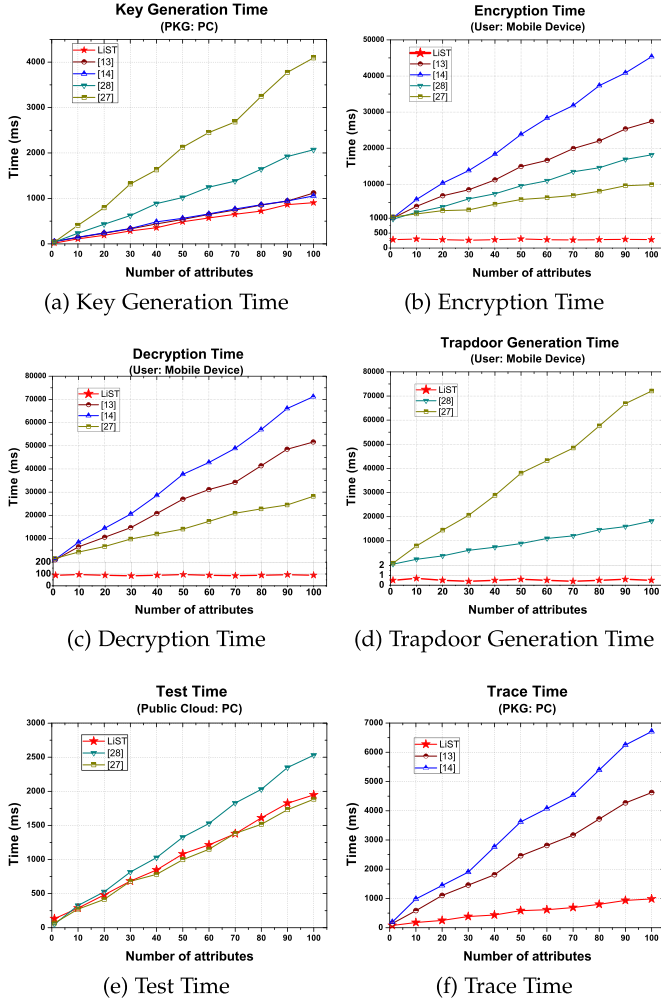 Key Generation Time
(PKG: PC)
Time (ms)
4000
3000
2000
1000
0
LiST
[13]
[14]
[28]
[27]
0 10 20 30 40 50 60 70 80 90 100
Number of attributes
(a) Key Generation Time
Encryption Time
(User: Mobile Device)
Time (ms)
50000
40000
30000
20000
10000
1000
500
0
LiST
[13]
[14]
[28]
[27]
0 10 20 30 40 50 60 70 80 90 100
Number of attributes
(b) Encryption Time
Decryption Time
(User: Mobile Device)
Time (ms)
80000
70000
60000
50000
40000
30000
20000
10000
200
100
0
LiST
[13]
[14]
[27]
0 10 20 30 40 50 60 70 80 90 100
Number of attributes
(c) Decryption Time
Trapdoor Generation Time
(User: Mobile Device)
Time (ms)
80000
70000
60000
50000
40000
30000
20000
10000
2
1
0
LiST
[28]
[27]
0 10 20 30 40 50 60 70 80 90 100
Number of attributes
(d) Trapdoor Generation Time
Test Time
(Public Cloud: PC)
Time (ms)
3000
2500
2000
1500
1000
500
0
LiST
[28]
[27]
0 10 20 30 40 50 60 70 80 90 100
Number of attributes
(e) Test Time
Trace Time
(PKG: PC)
Time (ms)
7000
6000
5000
4000
3000
2000
1000
0
LiST
[13]
[14]
0 10 20 30 40 50 60 70 80 90 100
Number of attributes
(f) Trace Time